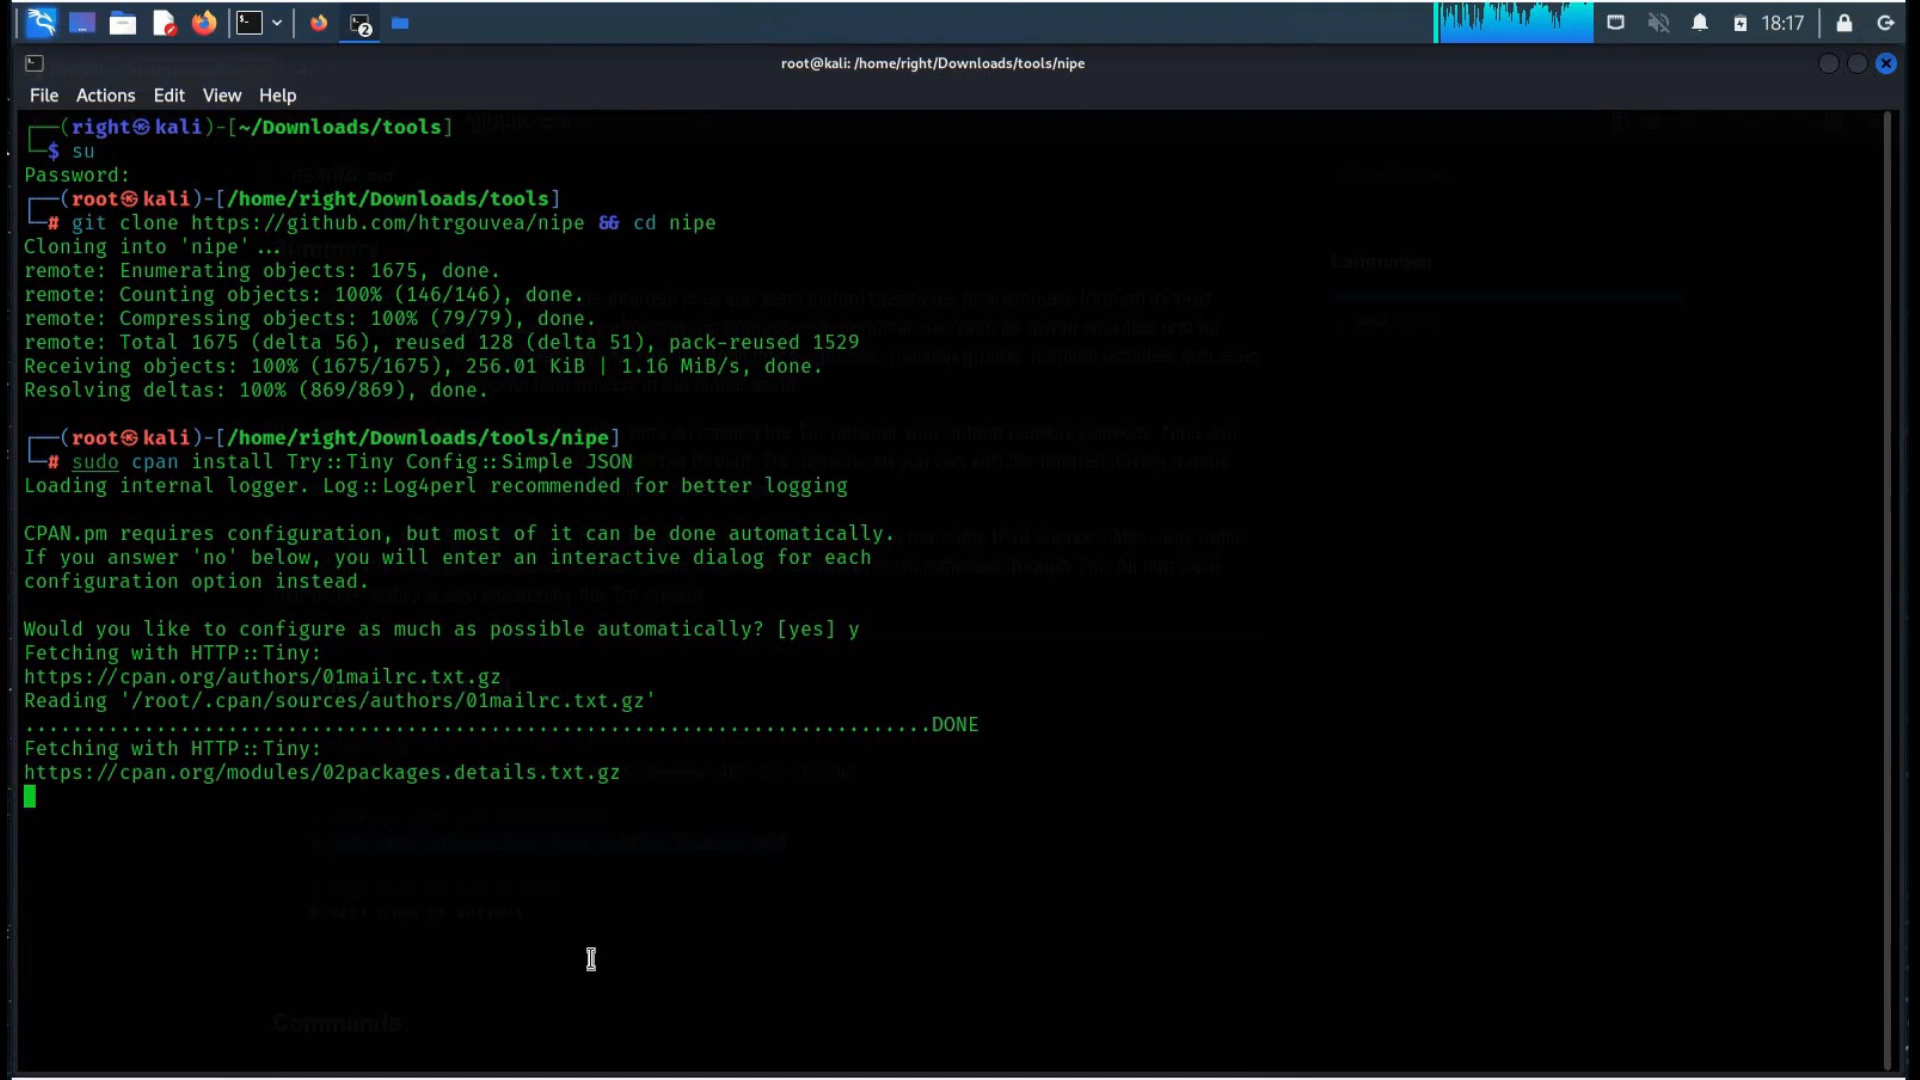 18:17
root@kali: /home/right/Downloads/tools/nipe
File Actions Edit View Help
(right㉿kali)-[~/Downloads/tools]
$ su
Password:
(root㉿kali)-[/home/right/Downloads/tools]
# git clone https://github.com/htrgouvea/nipe && cd nipe
Cloning into 'nipe'...
remote: Enumerating objects: 1675, done.
remote: Counting objects: 100% (146/146), done.
remote: Compressing objects: 100% (79/79), done.
remote: Total 1675 (delta 56), reused 128 (delta 51), pack-reused 1529
Receiving objects: 100% (1675/1675), 256.01 KiB | 1.16 MiB/s, done.
Resolving deltas: 100% (869/869), done.
(root㉿kali)-[/home/right/Downloads/tools/nipe]
# sudo cpan install Try::Tiny Config::Simple JSON
Loading internal logger. Log::Log4perl recommended for better logging
CPAN.pm requires configuration, but most of it can be done automatically.
If you answer 'no' below, you will enter an interactive dialog for each
configuration option instead.
Would you like to configure as much as possible automatically? [yes] y
Fetching with HTTP::Tiny:
https://cpan.org/authors/01mailrc.txt.gz
Reading '/root/.cpan/sources/authors/01mailrc.txt.gz'
............................................................................DONE
Fetching with HTTP::Tiny:
https://cpan.org/modules/02packages.details.txt.gz
Commands